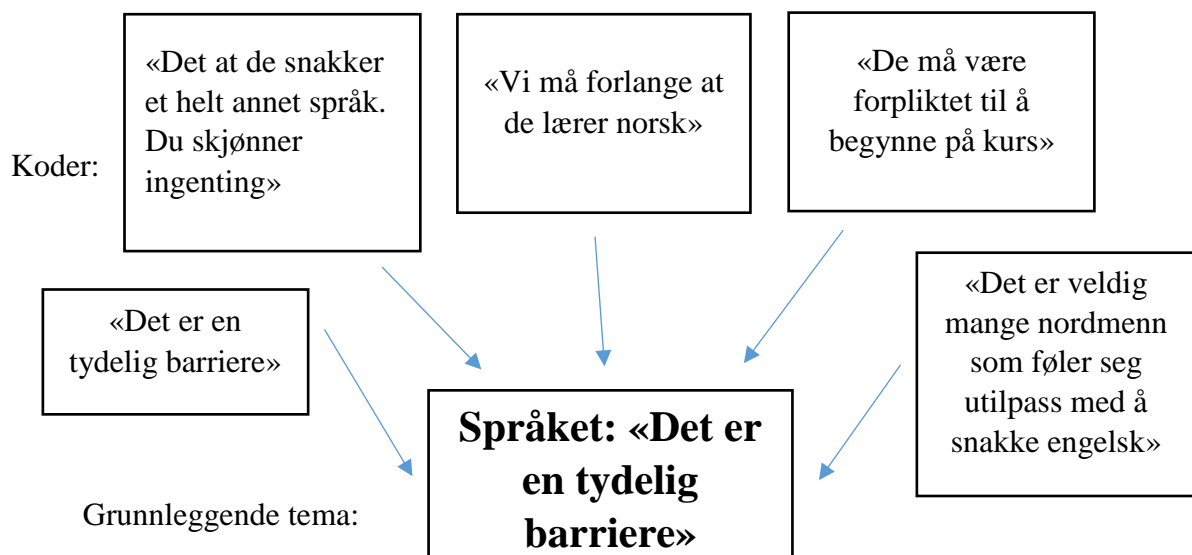 Koder:
«Det at de snakker
et helt annet språk.
Du skjønner
ingenting»
«Vi må forlange at
de lærer norsk»
«De må være
forpliktet til å
begynne på kurs»
«Det er en
tydelig barriere»
«Det er veldig
mange nordmenn
som føler seg
utilpass med å
snakke engelsk»
Grunnleggende tema:
Språket: «Det er
en tydelig
barriere»